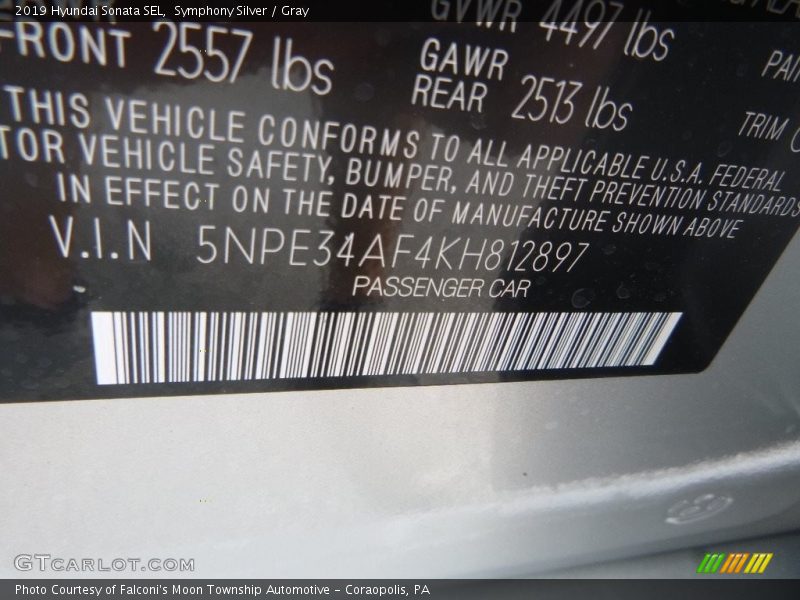 2019 Hyundai Sonata SEL, Symphony Silver / Gray
GVWR 4497 lbs
FRONT 2557 lbs
GAWR
REAR 2513 lbs
TRIM
THIS VEHICLE CONFORMS TO ALL APPLICABLE U.S.A. FEDERAL
TOR VEHICLE SAFETY, BUMPER, AND THEFT PREVENTION STANDARDS
IN EFFECT ON THE DATE OF MANUFACTURE SHOWN ABOVE
V.I.N 5NPE34AF4KH812897
PASSENGER CAR
GTCARLOT.COM
Photo Courtesy of Falconi's Moon Township Automotive - Coraopolis, PA